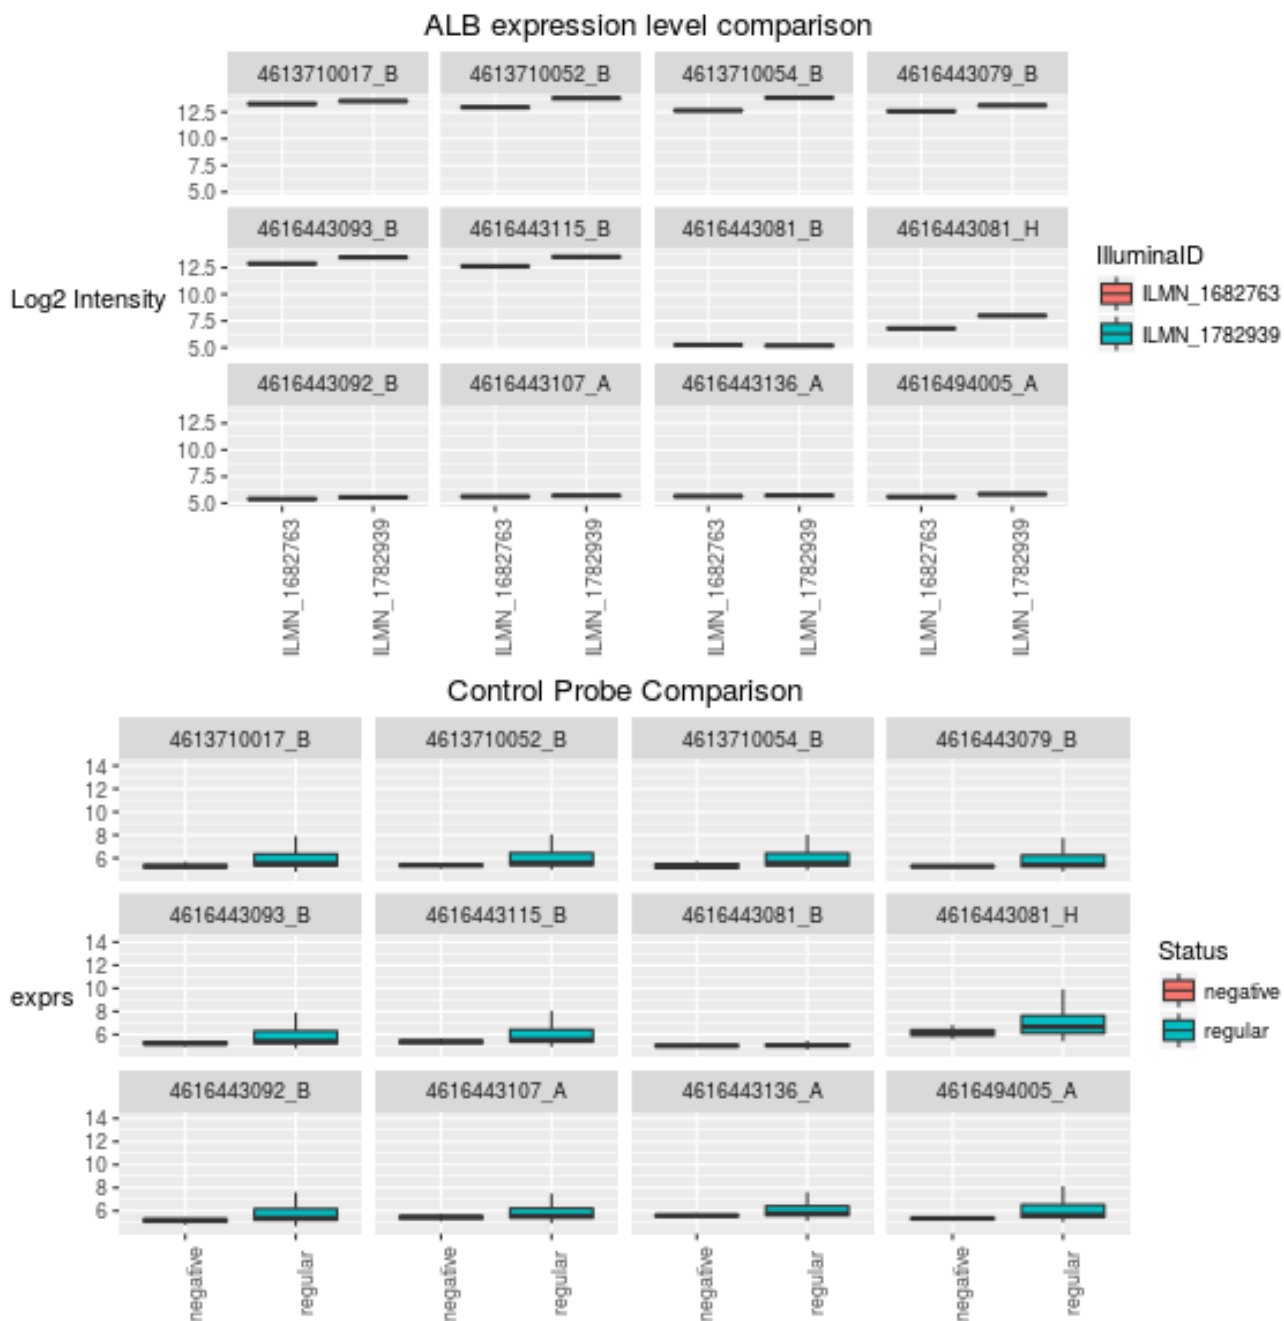 ALB expression level comparison
4613710017_B 4613710052_B 4613710054_B 4616443079_B
12.5
10.0
7.5
5.0
4616443093_B 4616443115_B 4616443081_B 4616443081_H
12.5
10.0
7.5
5.0
Log2 Intensity
IlluminaID
ILMN_1682763
ILMN_1782939
4616443092_B 4616443107_A 4616443136_A 4616494005_A
12.5
10.0
7.5
5.0
ILMN_1682763 ILMN_1782939 ILMN_1682763 ILMN_1782939 ILMN_1682763 ILMN_1782939 ILMN_1682763 ILMN_1782939
Control Probe Comparison
4613710017_B 4613710052_B 4613710054_B 4616443079_B
14
12
10
8
6
4616443093_B 4616443115_B 4616443081_B 4616443081_H
14
12
10
8
6
exprs
Status
negative
regular
4616443092_B 4616443107_A 4616443136_A 4616494005_A
14
12
10
8
6
negative regular negative regular negative regular negative regular